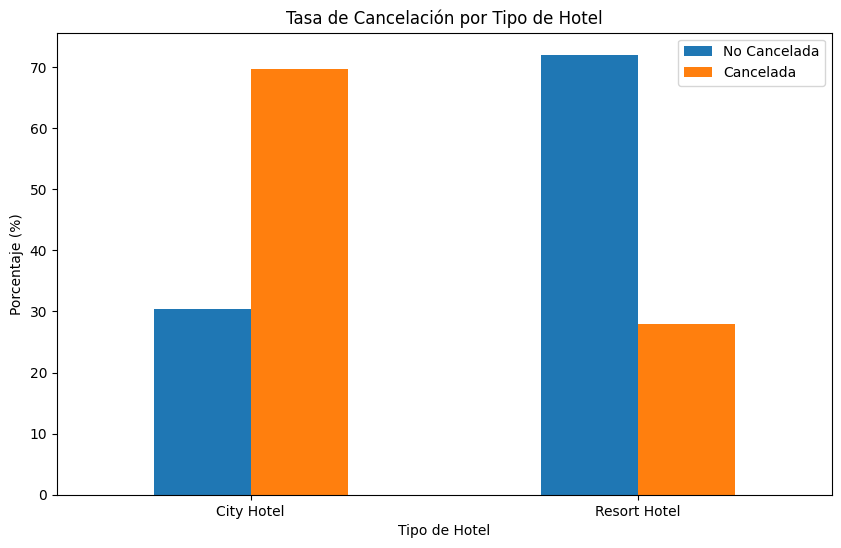 Tasa de Cancelación por Tipo de Hotel
No Cancelada
Cancelada
Porcentaje (%)
70
60
50
40
30
20
10
0
City Hotel
Resort Hotel
Tipo de Hotel